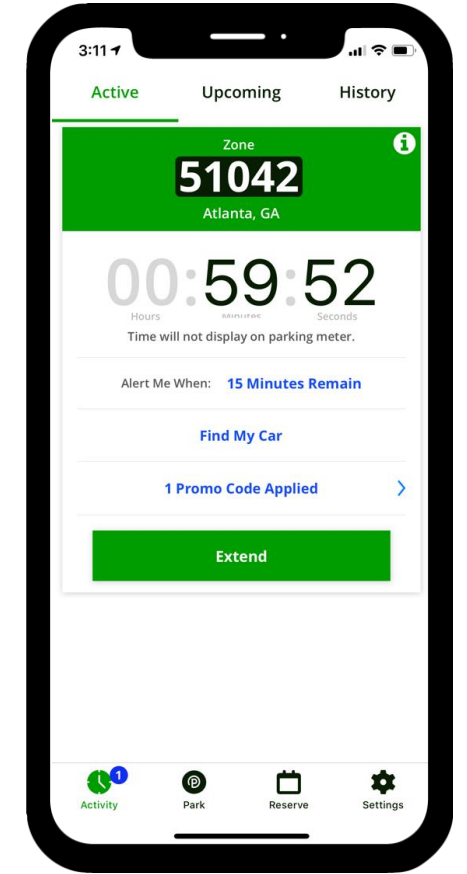 3:11
Active Upcoming History
Zone
51042
Atlanta, GA
00:59:52
Hours Minutes Seconds
Time will not display on parking meter.
Alert Me When: 15 Minutes Remain
Find My Car
1 Promo Code Applied
Extend
1
Activity Park Reserve Settings